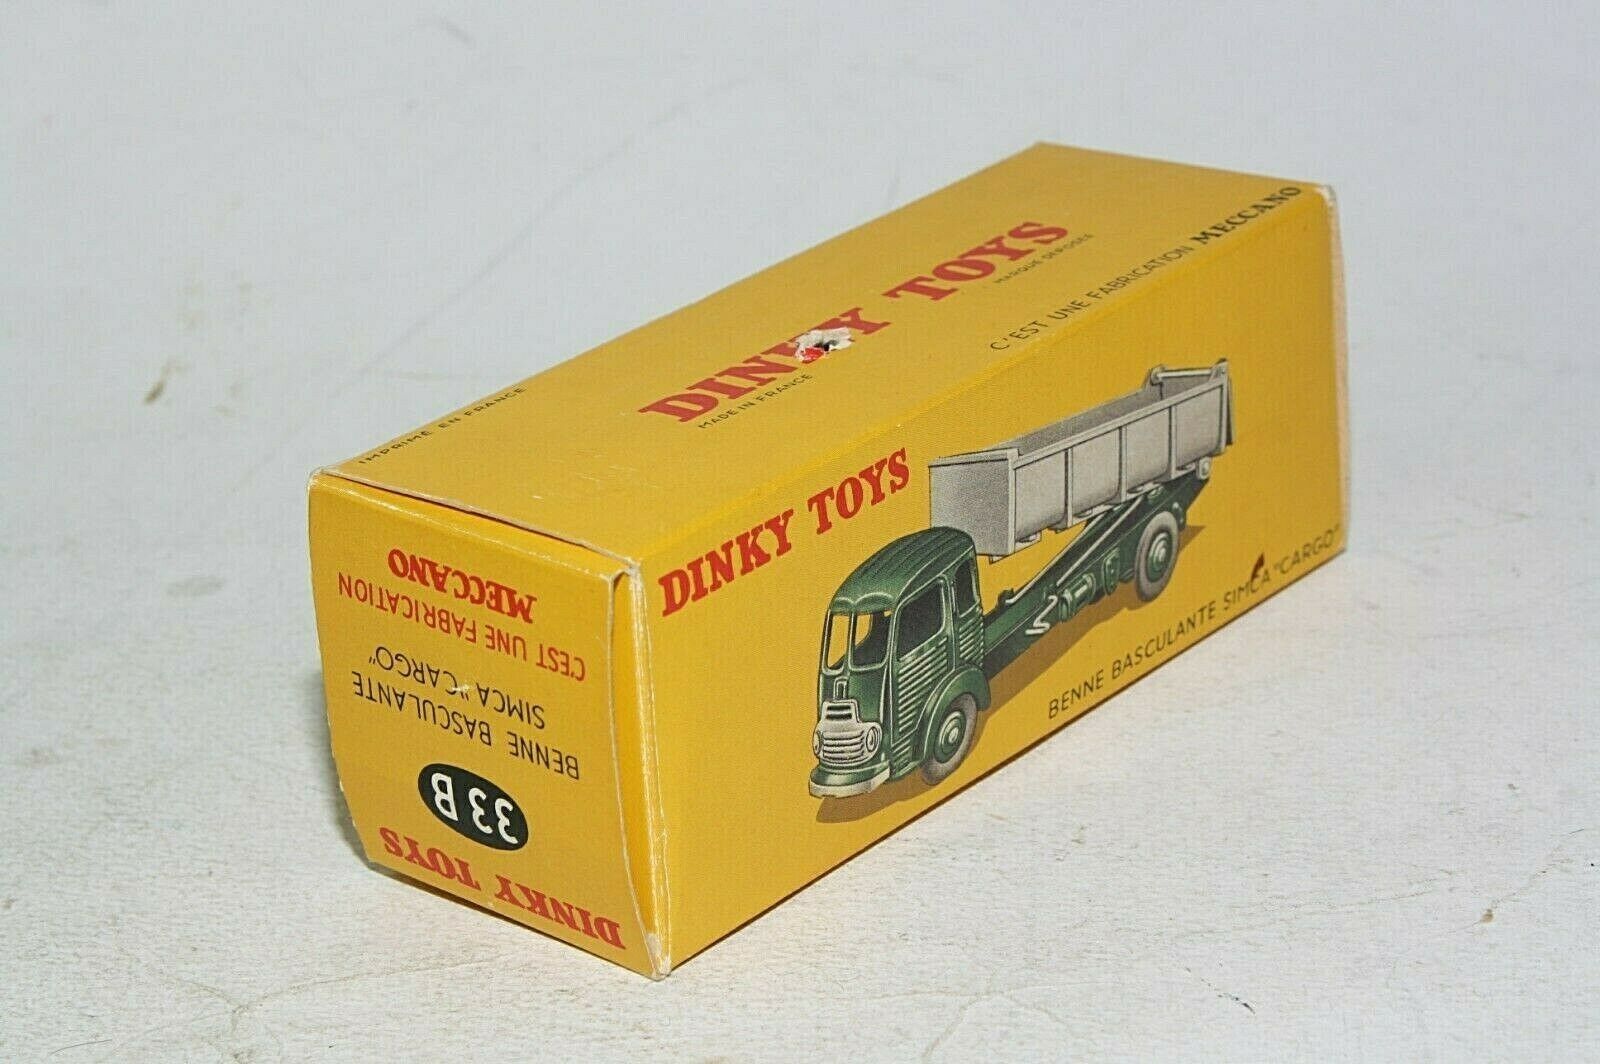 IMPRIMÉ EN FRANCE
DINKY TOYS
MADE IN FRANCE
MARQUE DÉPOSÉE
C'EST UNE FABRICATION MECCANO
DINKY TOYS
BENNE BASCULANTE SIMCA "CARGO"
DINKY TOYS
33B
BENNE BASCULANTE
SIMCA "CARGO"
C'EST UNE FABRICATION
MECCANO